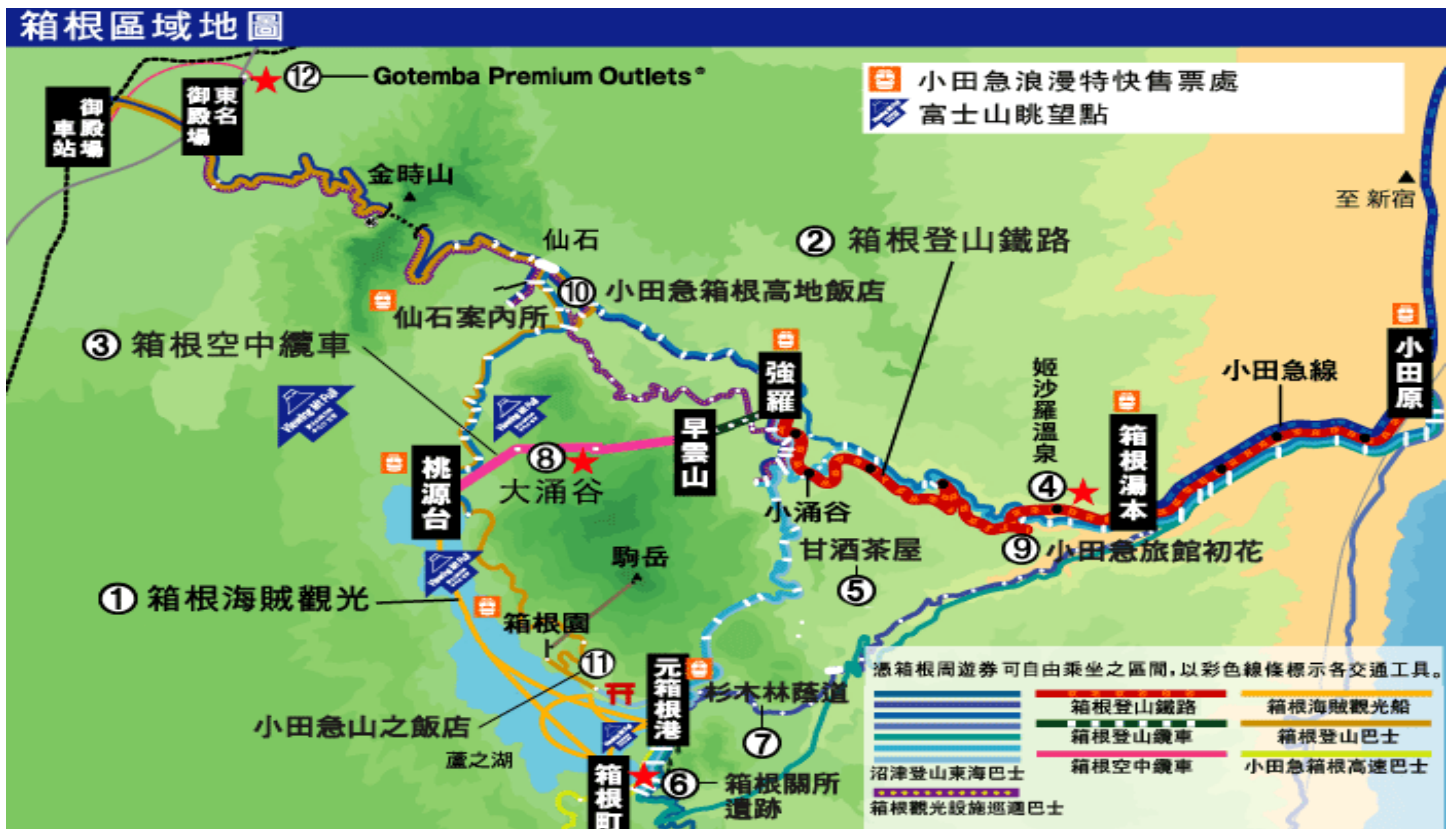 箱根區域地圖
⑫ Gotemba Premium Outlets®
小田急浪漫特快售票處
富士山眺望點
御殿場
車站
東名
御殿場
金時山
至 新宿
仙石
② 箱根登山鐵路
⑩ 小田急箱根高地飯店
仙石案內所
③ 箱根空中纜車
強羅
小田原
小田急線
姬沙羅溫泉
④
箱根湯本
Viewing Mt Fuji
Viewing Mt Fuji
早雲山
⑧
大涌谷
桃源台
小涌谷
⑨ 小田急旅館初花
甘酒茶屋
⑤
駒岳
Viewing Mt Fuji
① 箱根海賊觀光
箱根園
⑪
元箱根港
杉木林蔭道
⑦
小田急山之飯店
蘆之湖
箱根町
⑥ 箱根關所
遺跡
憑箱根周遊券可自由乘坐之區間，以彩色線條標示各交通工具。
箱根登山鐵路
箱根海賊觀光船
箱根登山纜車
箱根登山巴士
沼津登山東海巴士
箱根空中纜車
小田急箱根高速巴士
箱根觀光設施巡迴巴士